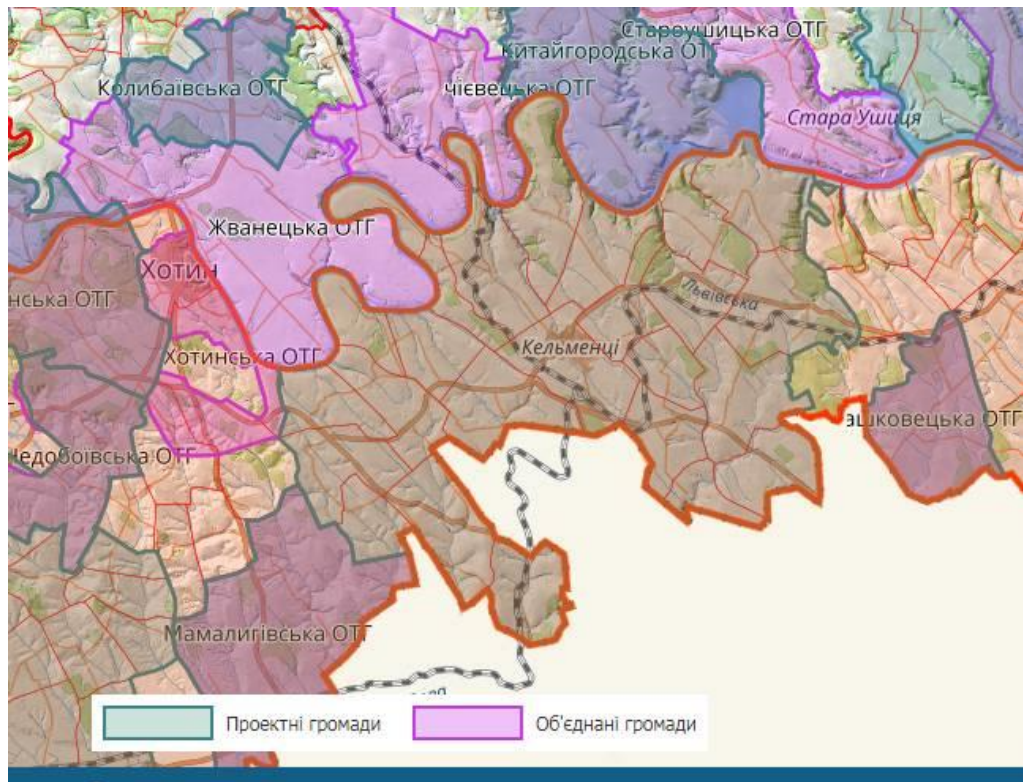 Староушицька ОТГ
Китайгородська ОТГ
Колибаївська ОТГ
чієвецька ОТГ
Стара Ушиця
Жванецька ОТГ
Хотин
нська ОТГ
Львівська
Кельменці
Хотинська ОТГ
ашковецька ОТГ
Недобоївська ОТГ
Мамалигівська ОТГ
Проектні громади
Об'єднані громади